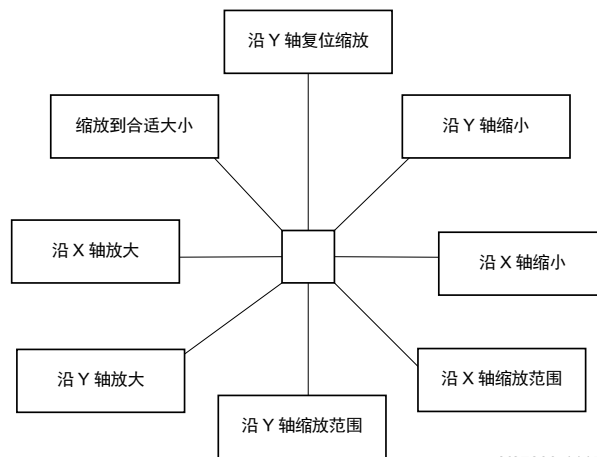 沿 Y 轴复位缩放
缩放到合适大小
沿 Y 轴缩小
沿 X 轴放大
沿 X 轴缩小
沿 Y 轴放大
沿 X 轴缩放范围
沿 Y 轴缩放范围